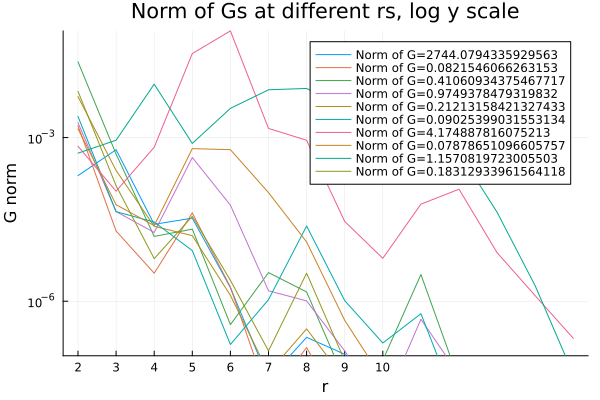 Norm of Gs at different rs, log y scale
Norm of G=2744.0794335929563
Norm of G=0.0821546066263153
Norm of G=0.41060934375467717
Norm of G=0.9749378479319832
Norm of G=0.21213158421327433
Norm of G=0.09025399031553134
Norm of G=4.174887816075213
Norm of G=0.07878651096605757
Norm of G=1.1570819723005503
Norm of G=0.18312933961564118
G norm
10⁻³
10⁻⁶
2 3 4 5 6 7 8 9 10
r